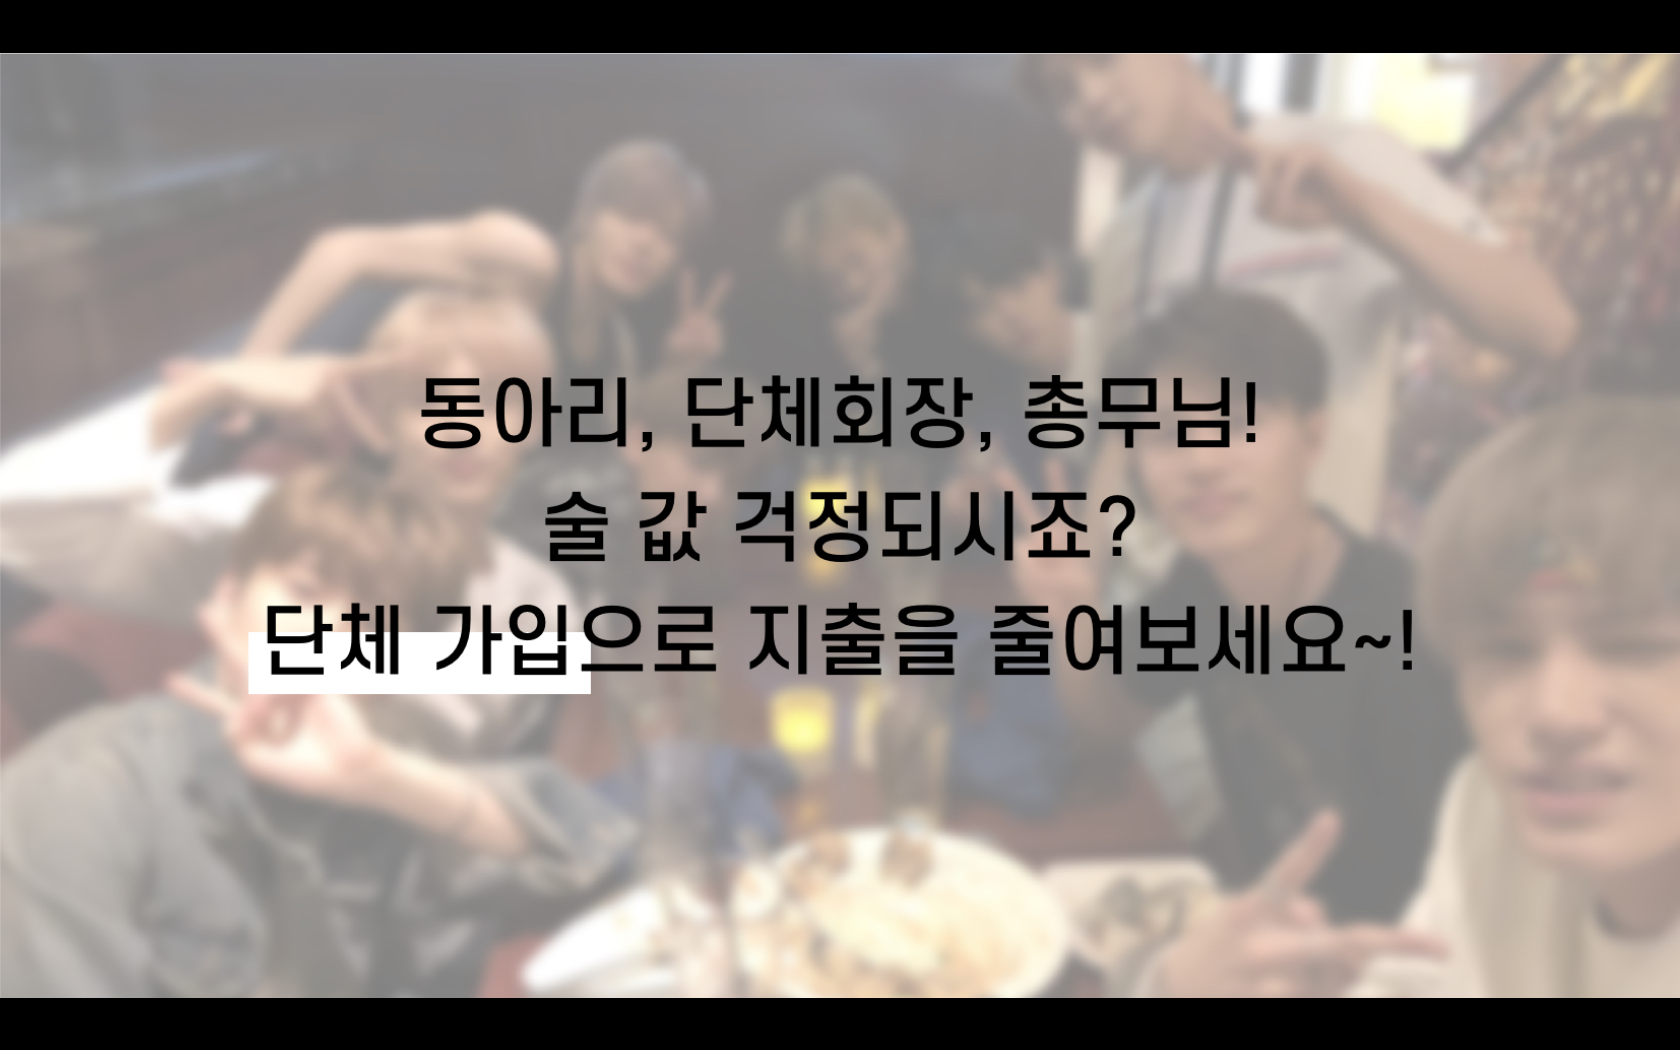 동아리, 단체회장, 총무님!
술 값 걱정되시죠?
단체 가입으로 지출을 줄여보세요~!